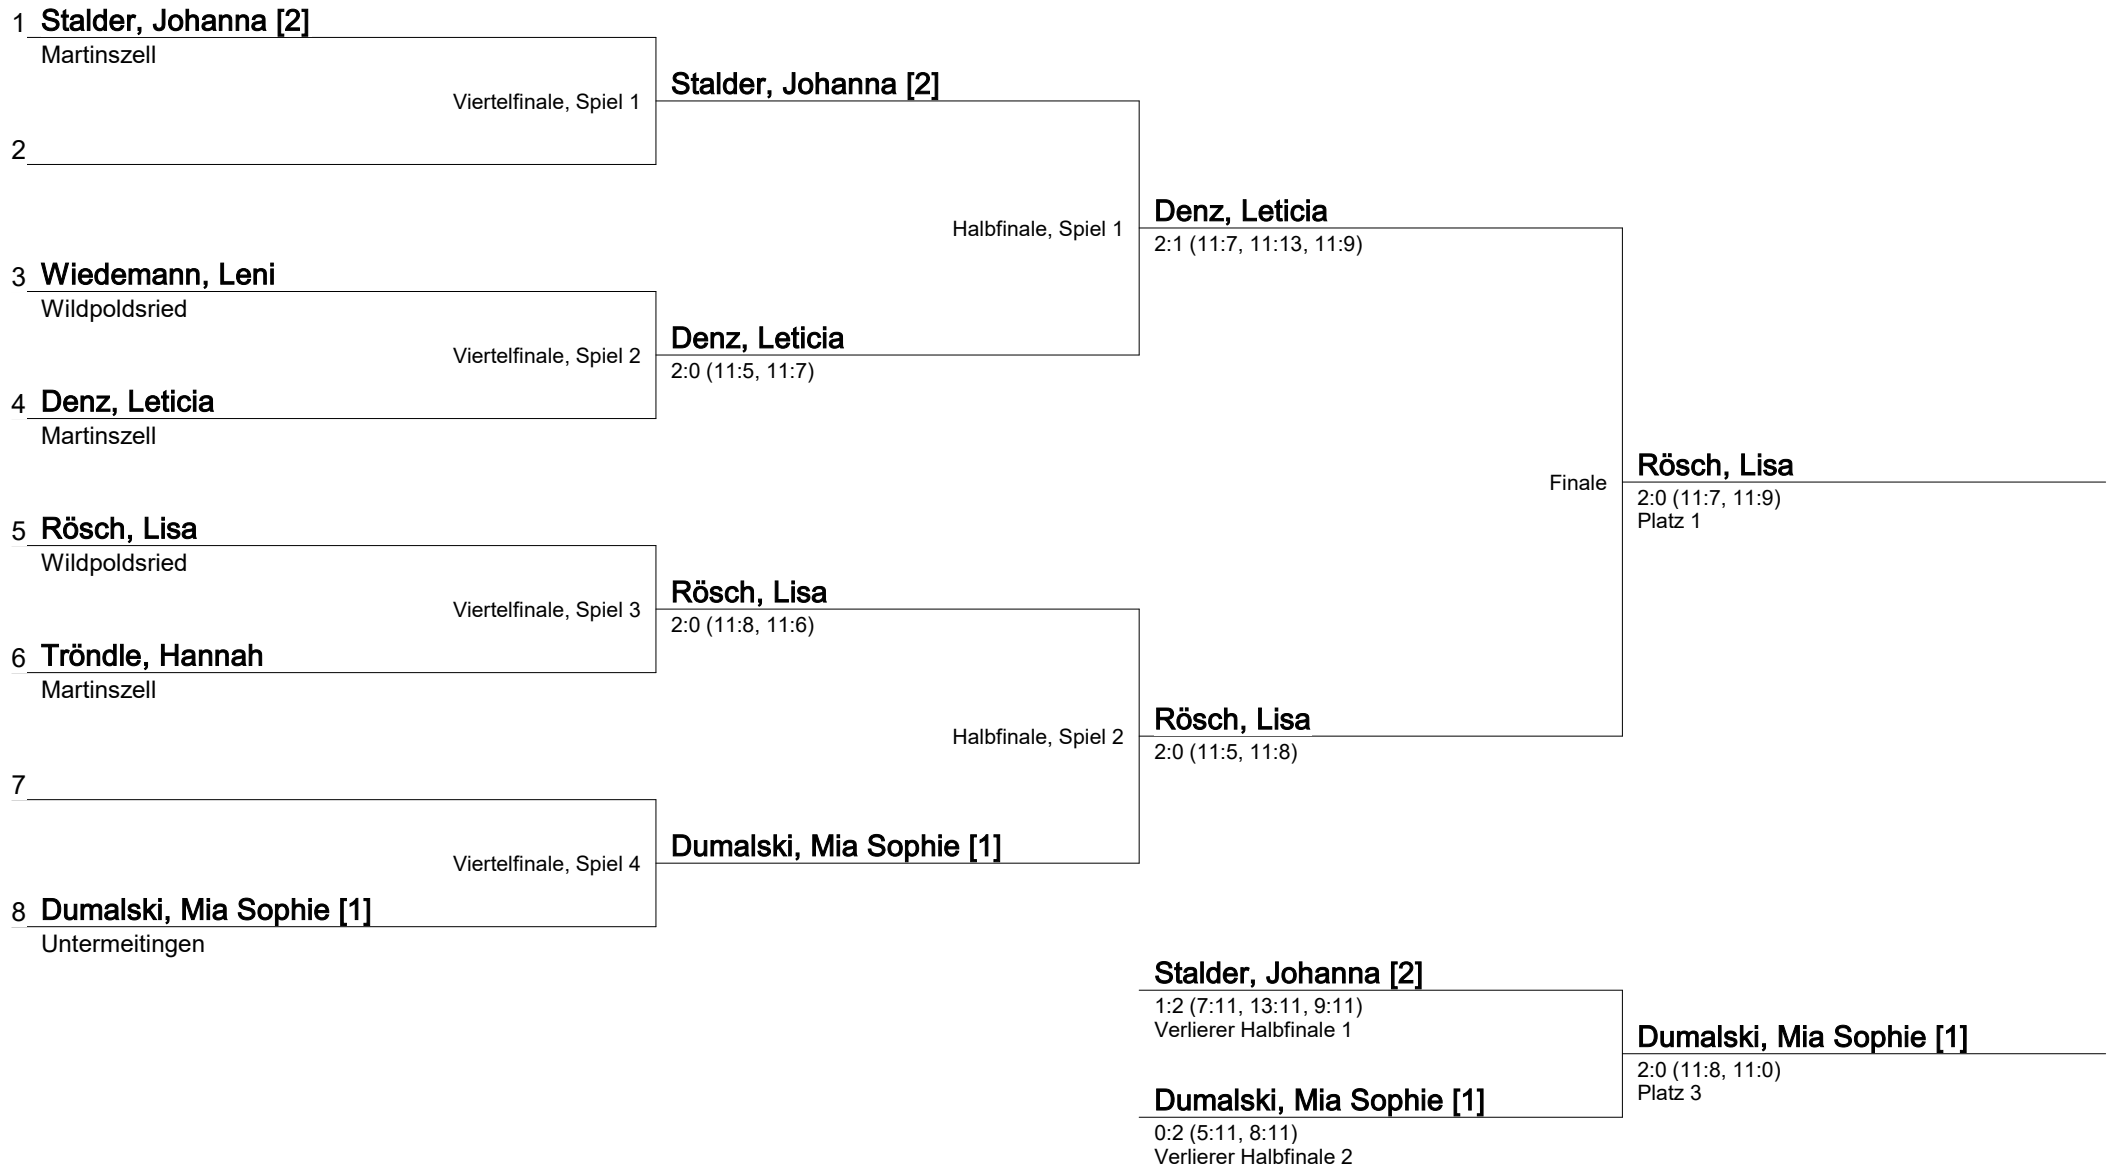 1 Stalder, Johanna [2]
Martinszell
Viertelfinale, Spiel 1
Stalder, Johanna [2]
2
Halbfinale, Spiel 1
Denz, Leticia
2:1 (11:7, 11:13, 11:9)
3 Wiedemann, Leni
Wildpoldsried
Viertelfinale, Spiel 2
Denz, Leticia
2:0 (11:5, 11:7)
4 Denz, Leticia
Martinszell
Finale
Rösch, Lisa
2:0 (11:7, 11:9)
Platz 1
5 Rösch, Lisa
Wildpoldsried
Viertelfinale, Spiel 3
Rösch, Lisa
2:0 (11:8, 11:6)
6 Tröndle, Hannah
Martinszell
Halbfinale, Spiel 2
Rösch, Lisa
2:0 (11:5, 11:8)
7
Viertelfinale, Spiel 4
Dumalski, Mia Sophie [1]
8 Dumalski, Mia Sophie [1]
Untermeitingen
Stalder, Johanna [2]
1:2 (7:11, 13:11, 9:11)
Verlierer Halbfinale 1
Dumalski, Mia Sophie [1]
2:0 (11:8, 11:0)
Platz 3
Dumalski, Mia Sophie [1]
0:2 (5:11, 8:11)
Verlierer Halbfinale 2